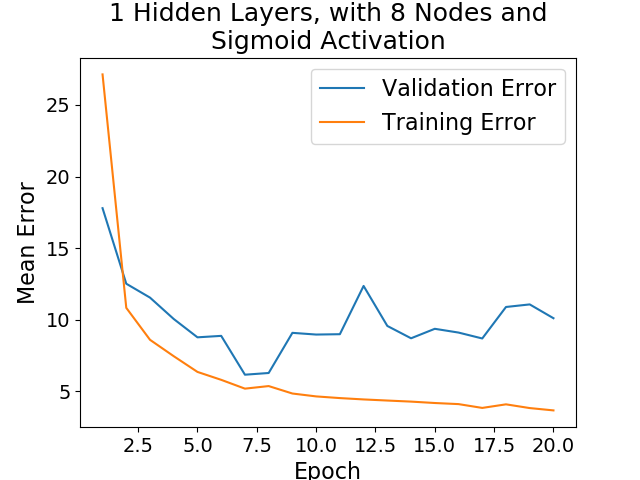 1 Hidden Layers, with 8 Nodes and
Sigmoid Activation
Validation Error
Training Error
Mean Error
25
20
15
10
5
2.5 5.0 7.5 10.0 12.5 15.0 17.5 20.0
Epoch